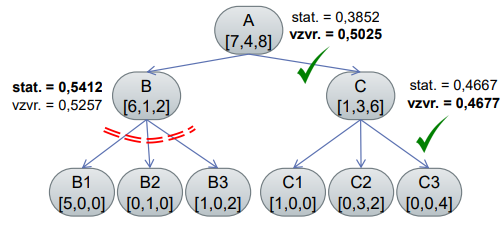 A
[7,4,8]
stat. = 0,3852
vzvr. = 0,5025
stat. = 0,5412
vzvr. = 0,5257
B
[6,1,2]
C
[1,3,6]
stat. = 0,4667
vzvr. = 0,4677
B1
[5,0,0]
B2
[0,1,0]
B3
[1,0,2]
C1
[1,0,0]
C2
[0,3,2]
C3
[0,0,4]